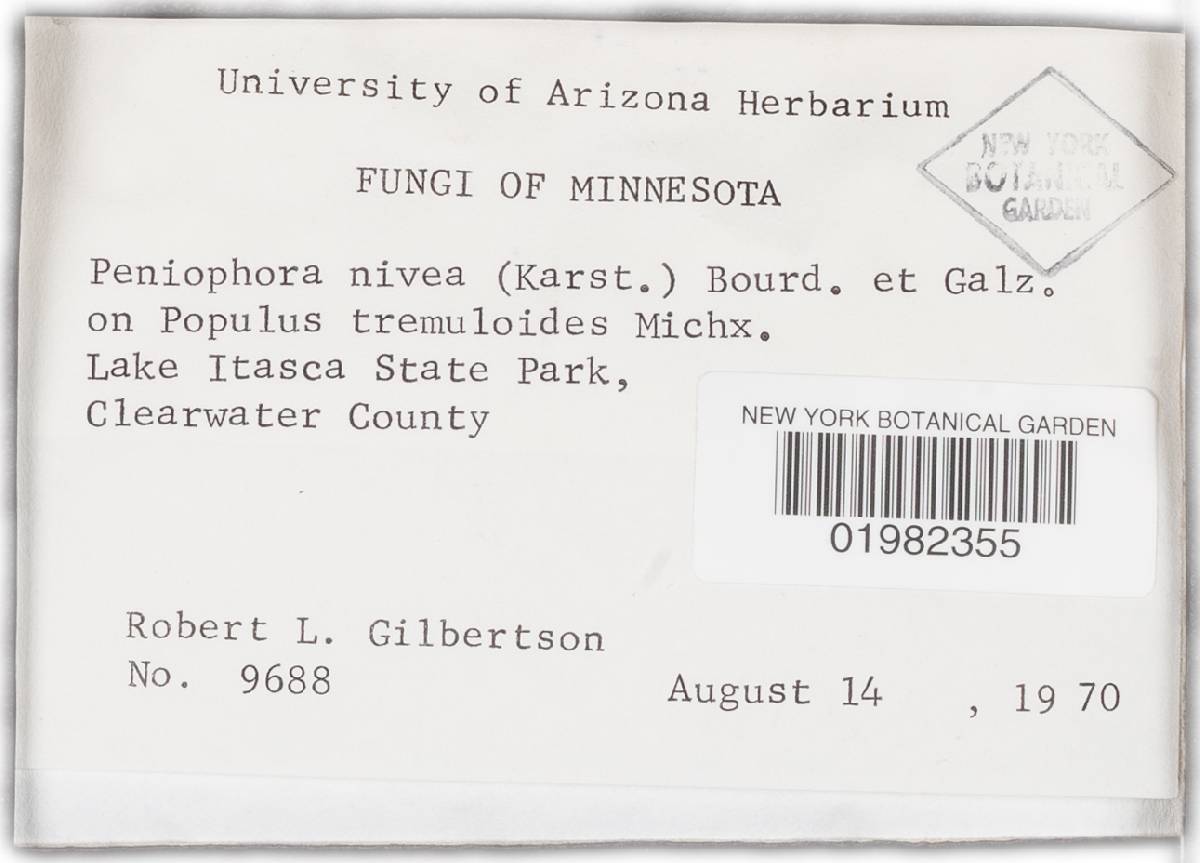 University of Arizona Herbarium
NEW YORK
BOTANICAL
GARDEN
FUNGI OF MINNESOTA
Peniophora nivea (Karst.) Bourd. et Galz.
on Populus tremuloides Michx.
Lake Itasca State Park,
Clearwater County
NEW YORK BOTANICAL GARDEN
01982355
Robert L. Gilbertson
No. 9688
August 14 , 19 70